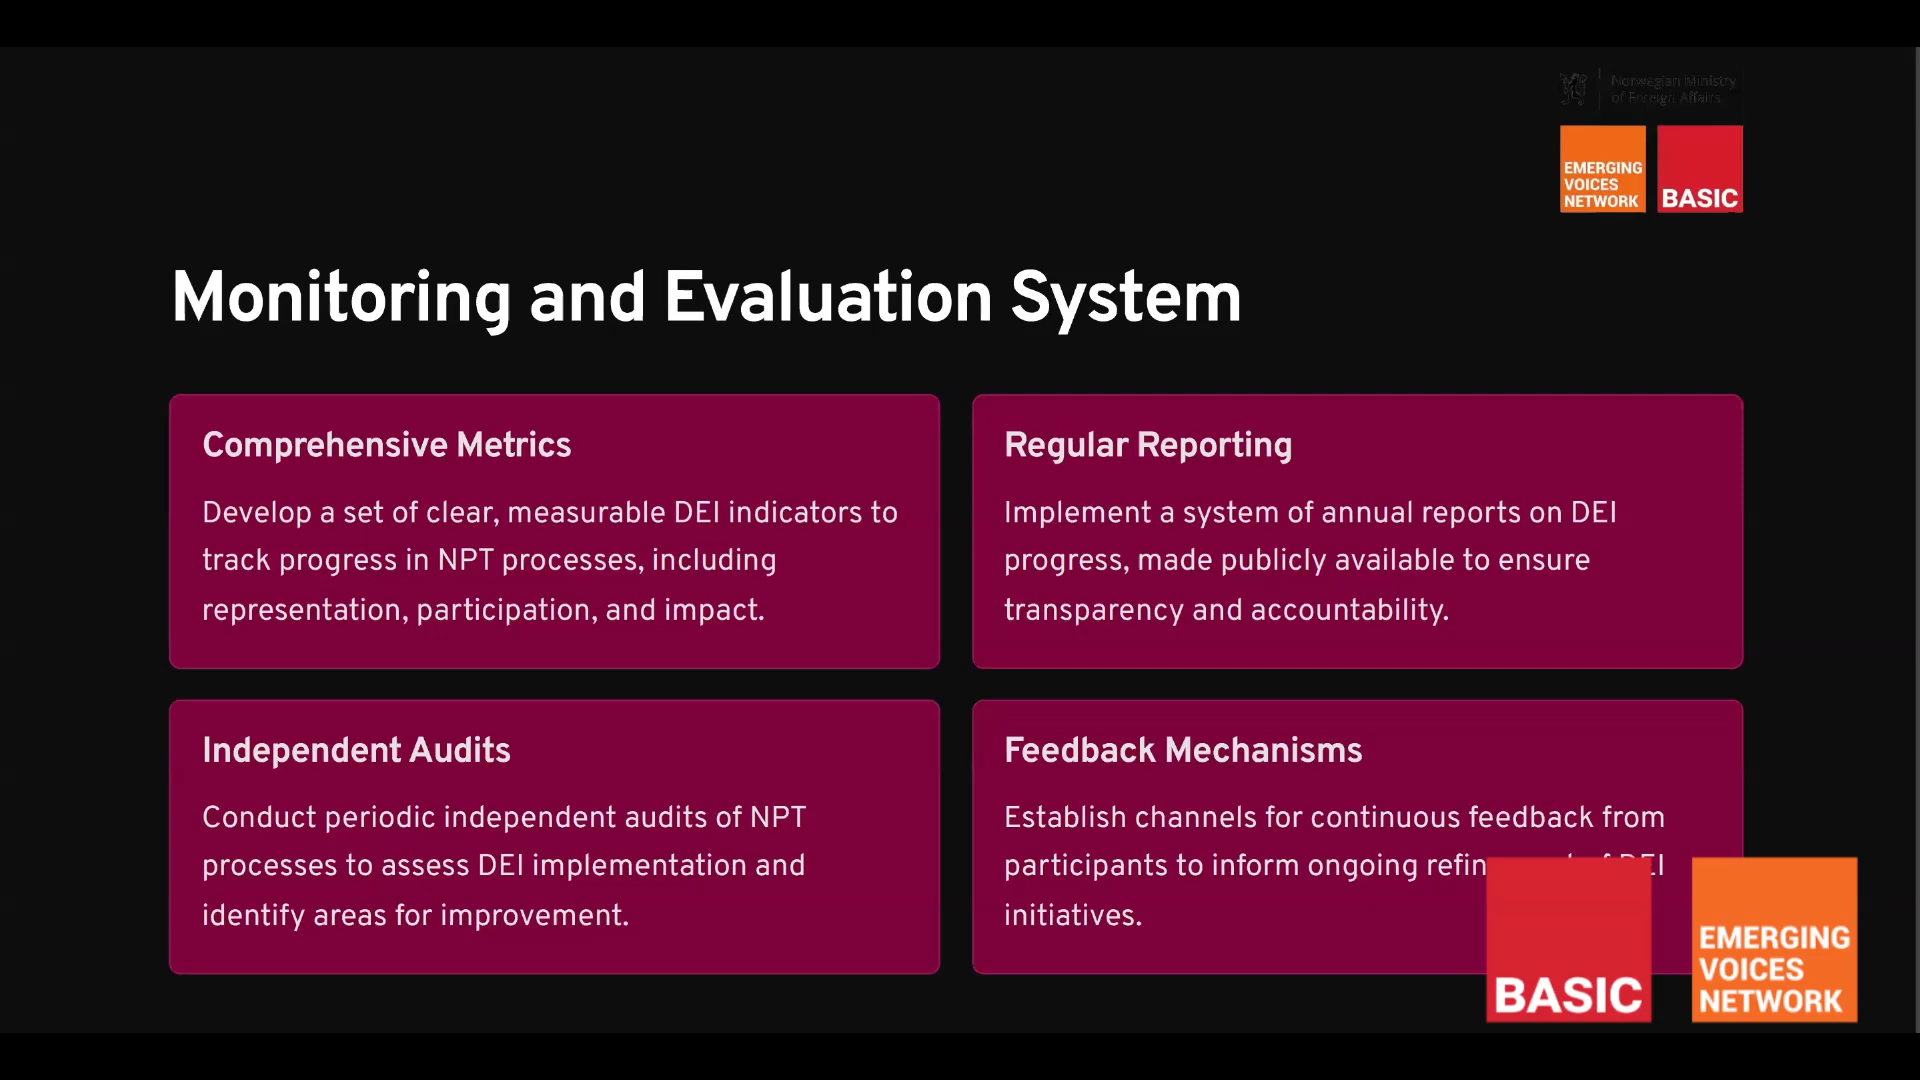 Norwegian Ministry
of Foreign Affairs
EMERGING
VOICES
NETWORK
BASIC
Monitoring and Evaluation System
Comprehensive Metrics
Develop a set of clear, measurable DEI indicators to
track progress in NPT processes, including
representation, participation, and impact.
Regular Reporting
Implement a system of annual reports on DEI
progress, made publicly available to ensure
transparency and accountability.
Independent Audits
Conduct periodic independent audits of NPT
processes to assess DEI implementation and
identify areas for improvement.
Feedback Mechanisms
Establish channels for continuous feedback from
participants to inform ongoing DEI
initiatives.
BASIC
EMERGING
VOICES
NETWORK